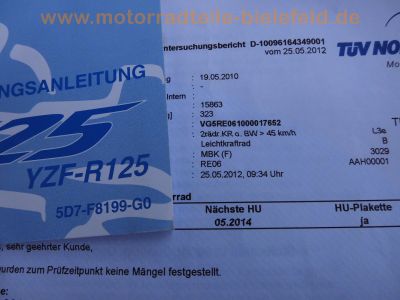 www.motorradteile-bielefeld.de
ntersuchungsbericht D-10096164349001
vom 25.05.2012
TÜV NO
NGSANLEITUNG
125
YZF-R125
5D7-F8199-G0
19.05.2010
-
ntern
15863
323
VG5RE061000017652
2rädr.KR o. BW > 45 km/h L3e
Leichtkraftrad B
MBK (F) 3029
RE06 AAH00001
25.05.2012, 09:34 Uhr
rrad
Nächste HU HU-Plakette
05.2014 ja
, sehr geehrter Kunde,
urden zum Prüfzeitpunkt keine Mängel festgestellt.